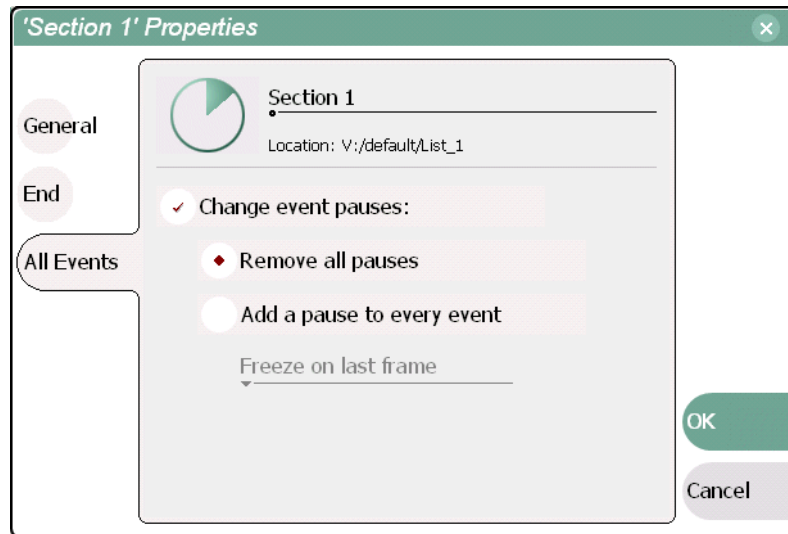 'Section 1' Properties
General
End
All Events
Section 1
Location: V:/default/List_1
Change event pauses:
Remove all pauses
Add a pause to every event
Freeze on last frame
OK
Cancel